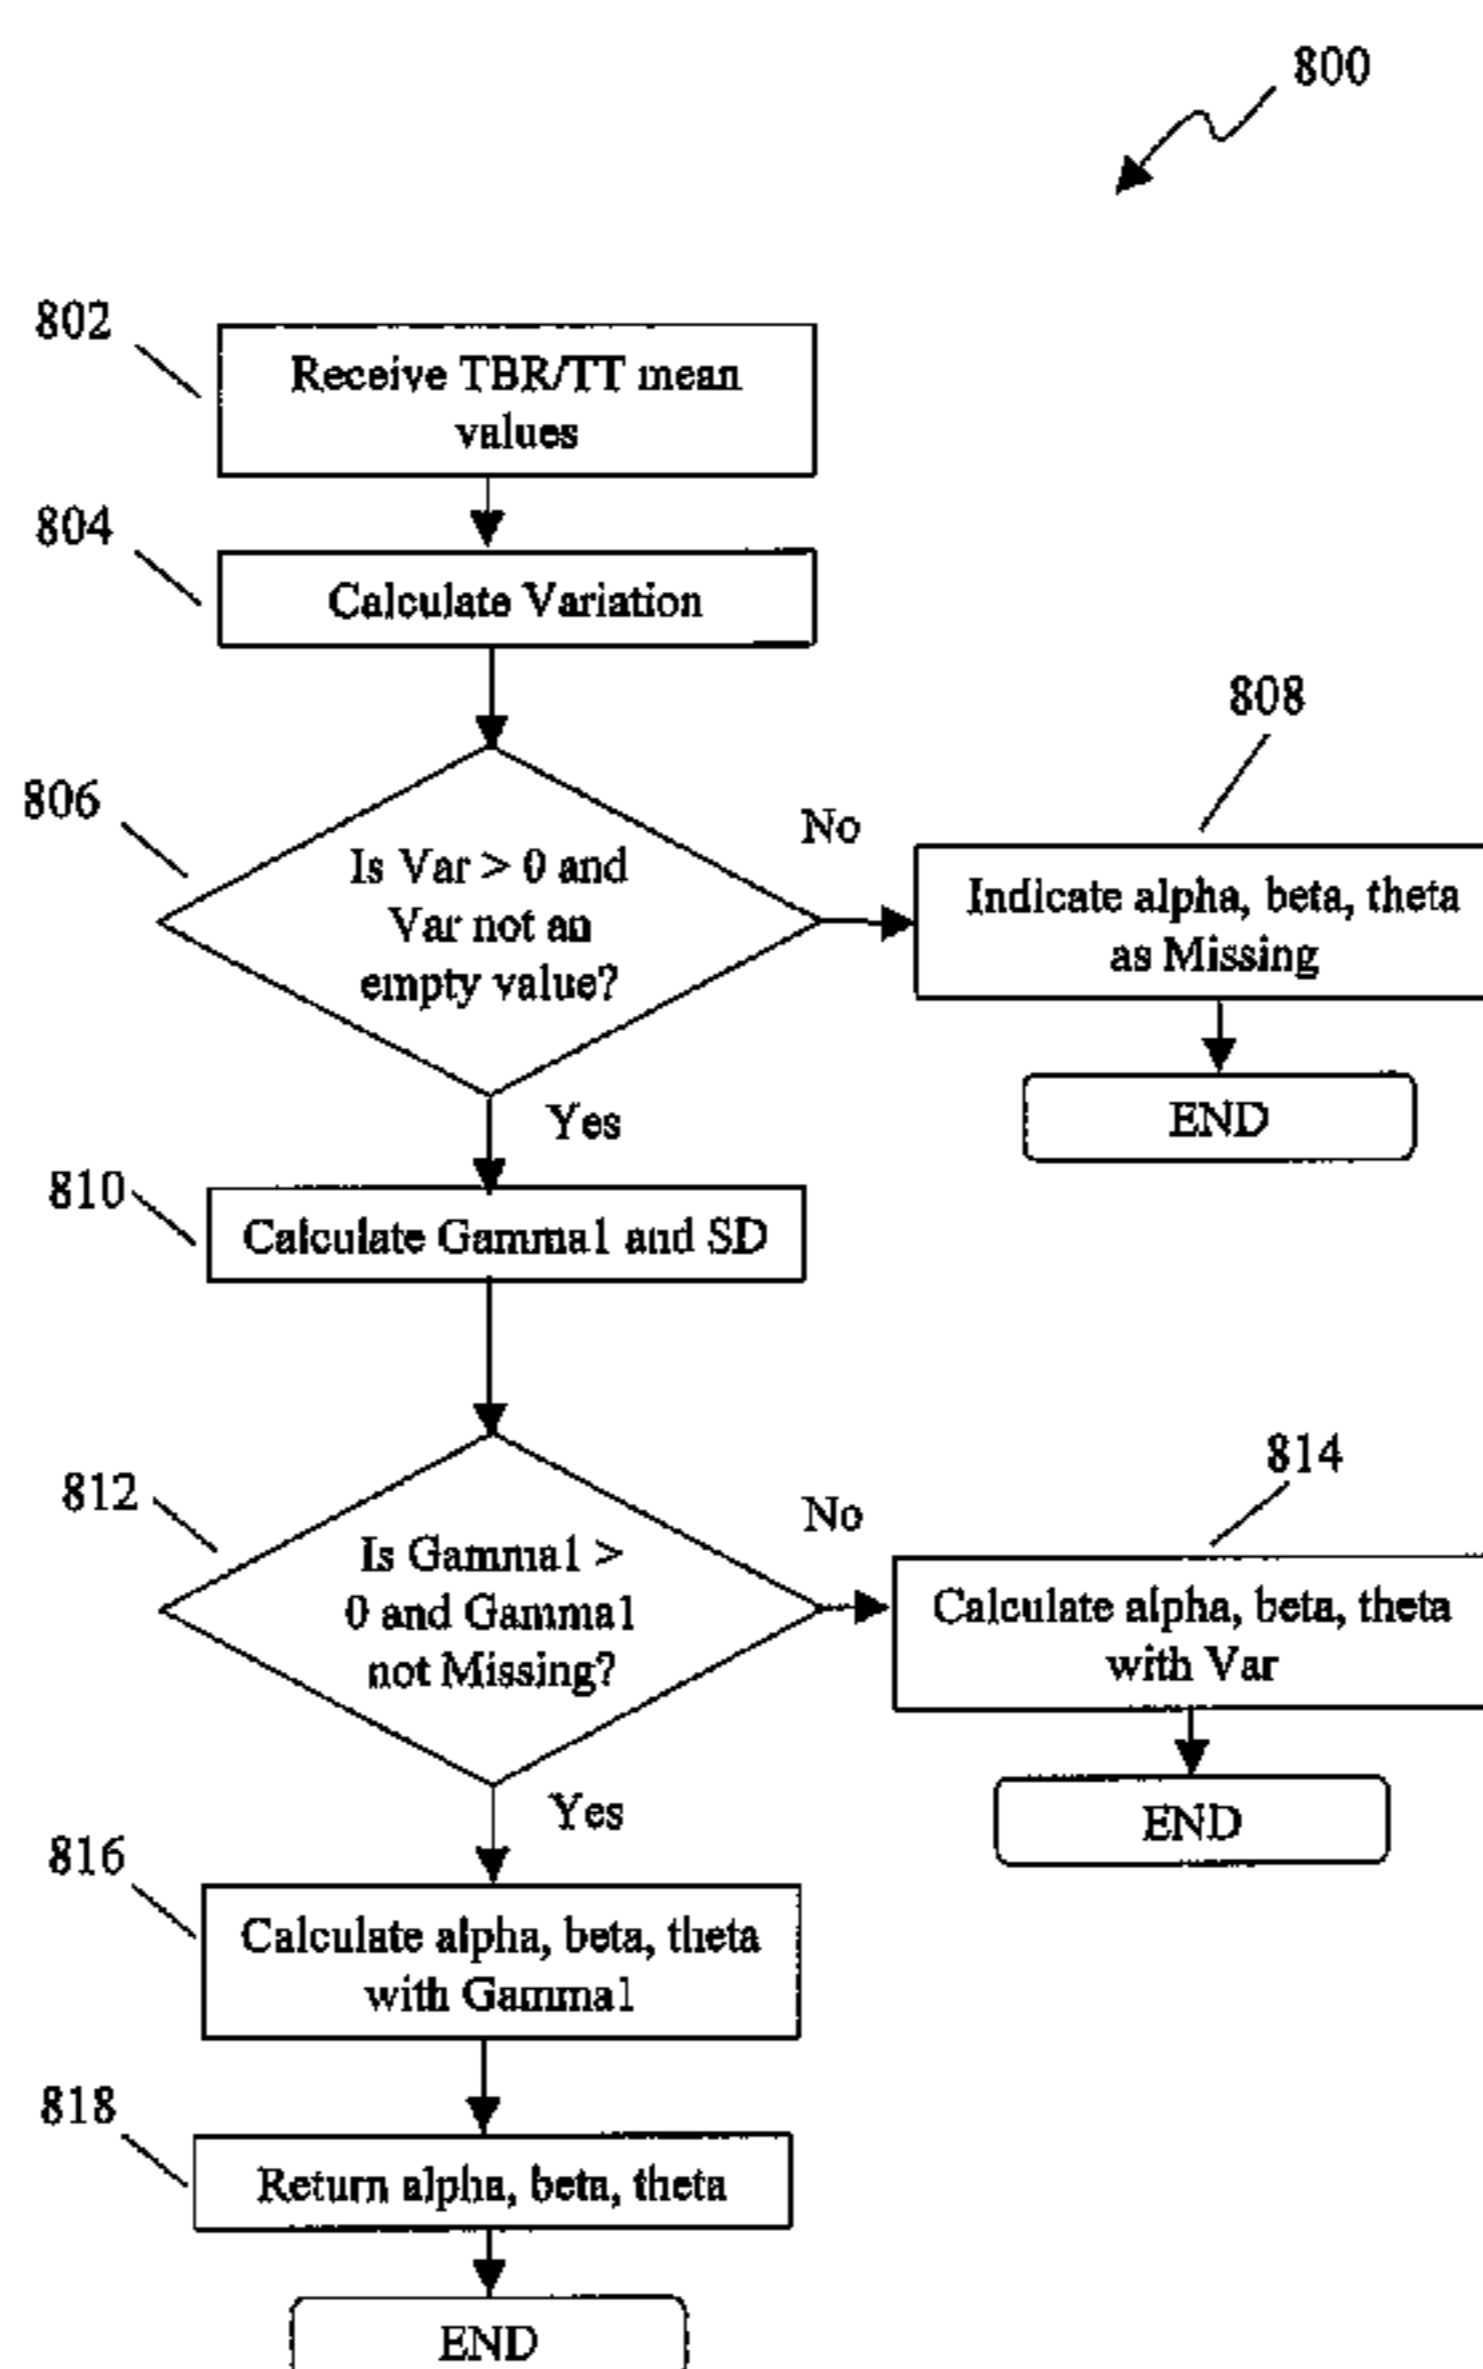 800
802
Receive TBR/TT mean
values
804
Calculate Variation
806
Is Var > 0 and
Var not an
empty value?
No
808
Indicate alpha, beta, theta
as Missing
END
Yes
810
Calculate Gamma1 and SD
812
Is Gamma1 >
0 and Gamma1
not Missing?
No
814
Calculate alpha, beta, theta
with Var
END
Yes
816
Calculate alpha, beta, theta
with Gamma1
818
Return alpha, beta, theta
END